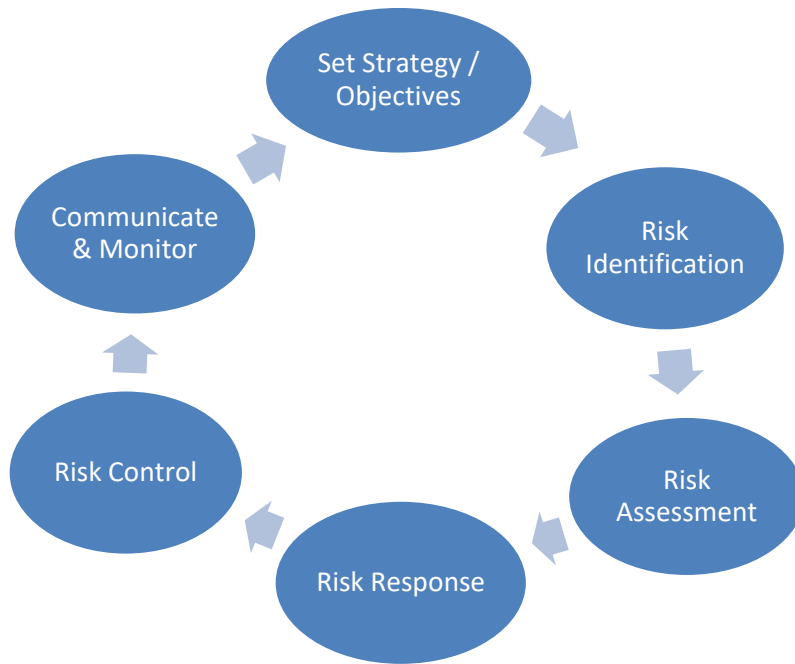 Set Strategy /
Objectives
Risk
Identification
Risk
Assessment
Risk Response
Risk Control
Communicate
& Monitor